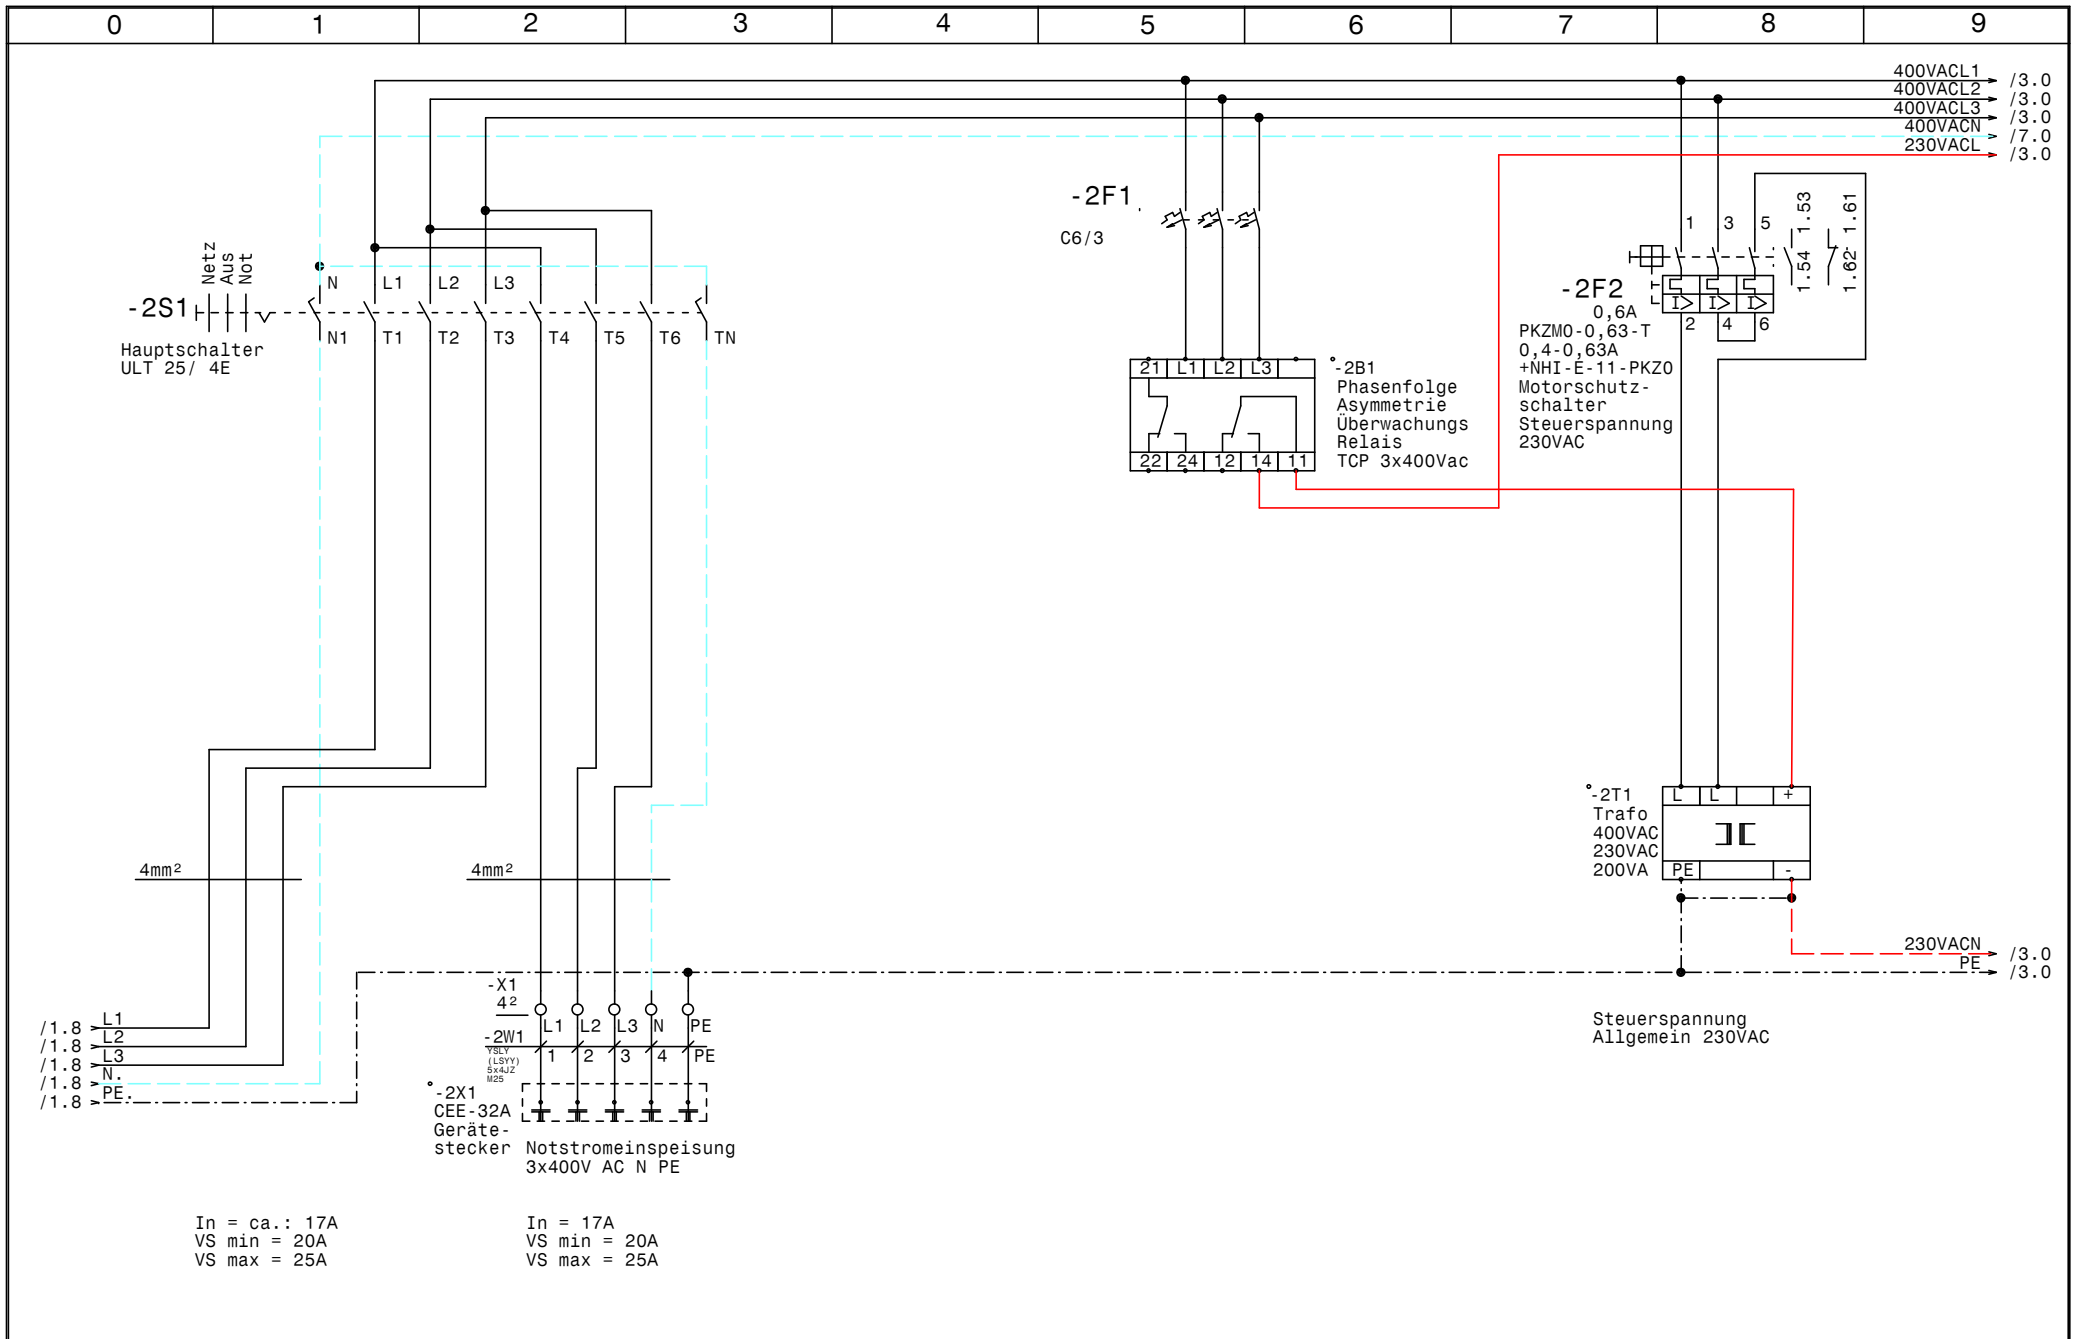 0 1 2 3 4 5 6 7 8 9
400VACL1 /3.0
400VACL2 /3.0
400VACL3 /3.0
400VACN /7.0
230VACL /3.0
Netz
Aus
Not
-2S1
Hauptschalter
ULT 25/ 4E
N L1 L2 L3
N1 T1 T2 T3 T4 T5 T6 TN
-2F1
C6/3
21 L1 L2 L3
22 24 12 14 11
-2B1
Phasenfolge
Asymmetrie
Überwachungs
Relais
TCP 3x400Vac
1 3 5
1.53
1.54
1.61
1.62
I> I> I>
2 4 6
-2F2
0,6A
PKZM0-0,63-T
0,4-0,63A
+NHI-E-11-PKZ0
Motorschutz-
schalter
Steuerspannung
230VAC
-2T1
Trafo
400VAC
230VAC
200VA
L L +
PE -
4mm²
4mm²
230VACN /3.0
PE /3.0
Steuerspannung
Allgemein 230VAC
/1.8 L1
/1.8 L2
/1.8 L3
/1.8 N.
/1.8 PE.
-X1
4²
L1 L2 L3 N PE
-2W1
YSLY
(LSYY)
5x4JZ
M25
1 2 3 4 PE
-2X1
CEE-32A
Geräte-
stecker
Notstromeinspeisung
3x400V AC N PE
In = ca.: 17A
VS min = 20A
VS max = 25A
In = 17A
VS min = 20A
VS max = 25A